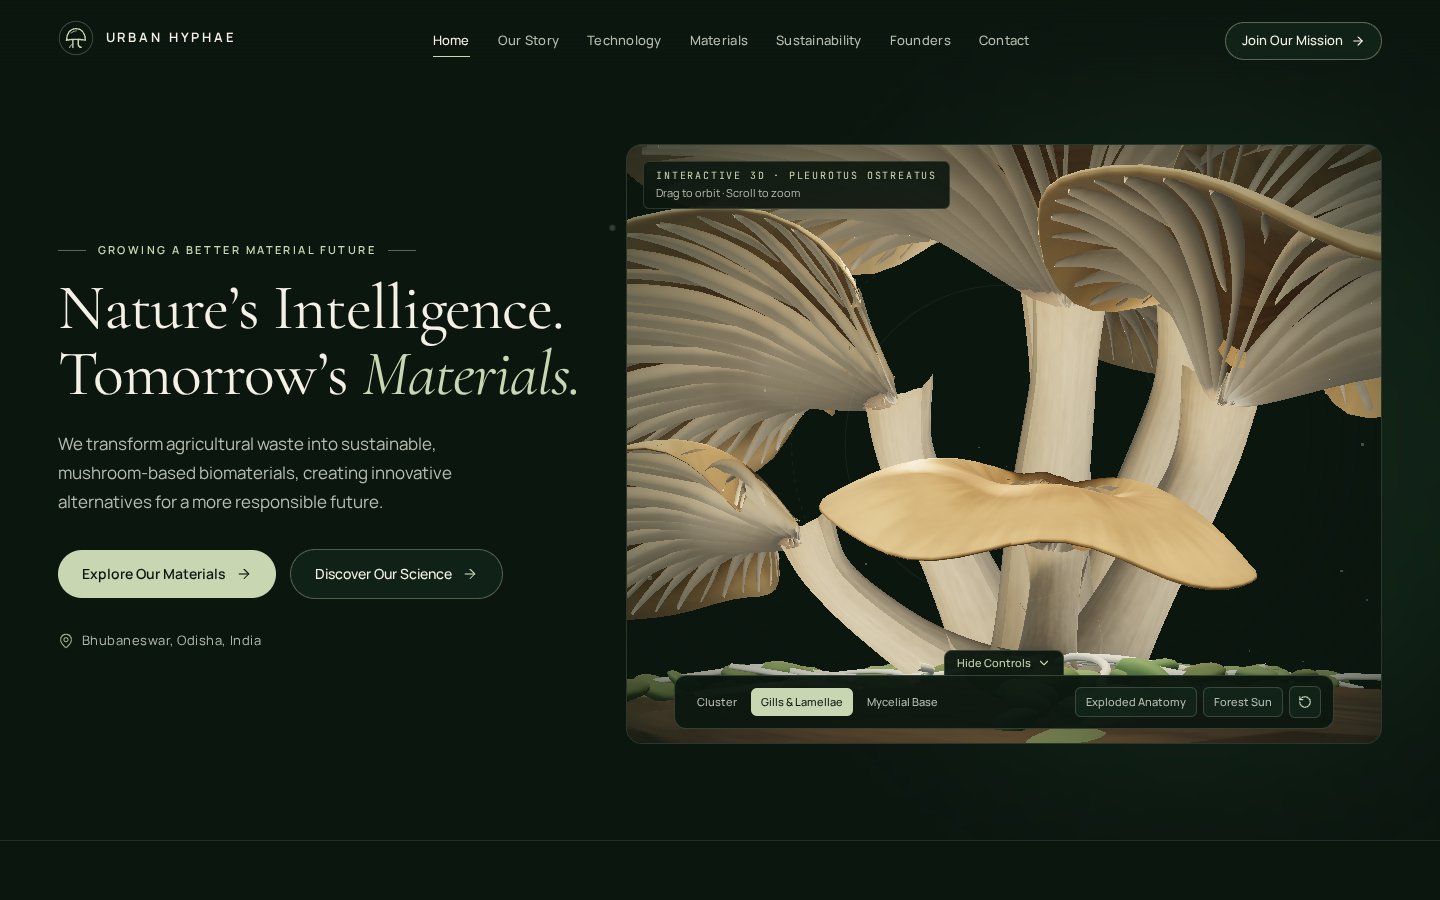 URBAN HYPHAE
Home
Our Story
Technology
Materials
Sustainability
Founders
Contact
Join Our Mission
GROWING A BETTER MATERIAL FUTURE
Nature’s Intelligence.
Tomorrow’s Materials.
We transform agricultural waste into sustainable,
mushroom-based biomaterials, creating innovative
alternatives for a more responsible future.
Explore Our Materials
Discover Our Science
Bhubaneswar, Odisha, India
INTERACTIVE 3D · PLEUROTUS OSTREATUS
Drag to orbit · Scroll to zoom
Hide Controls
Cluster
Gills & Lamellae
Mycelial Base
Exploded Anatomy
Forest Sun